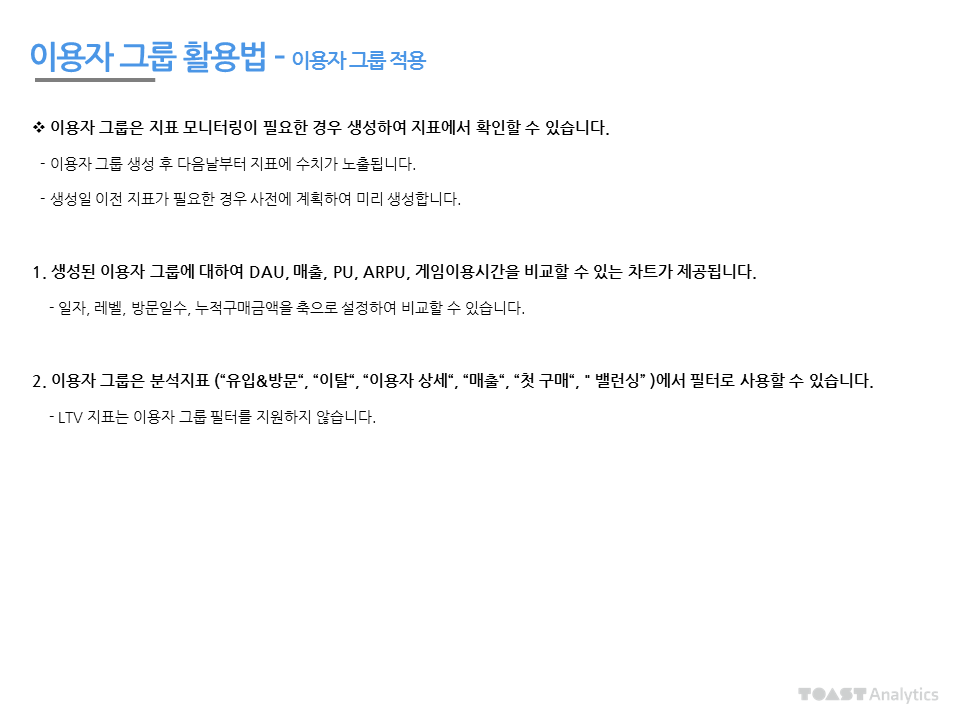 이용자 그룹 활용법 - 이용자 그룹 적용
❖ 이용자 그룹은 지표 모니터링이 필요한 경우 생성하여 지표에서 확인할 수 있습니다.
- 이용자 그룹 생성 후 다음날부터 지표에 수치가 노출됩니다.
- 생성일 이전 지표가 필요한 경우 사전에 계획하여 미리 생성합니다.
1. 생성된 이용자 그룹에 대하여 DAU, 매출, PU, ARPU, 게임이용시간을 비교할 수 있는 차트가 제공됩니다.
- 일자, 레벨, 방문일수, 누적구매금액을 축으로 설정하여 비교할 수 있습니다.
2. 이용자 그룹은 분석지표 (“유입&방문“, “이탈“, “이용자 상세“, “매출“, “첫 구매“, " 밸런싱” )에서 필터로 사용할 수 있습니다.
- LTV 지표는 이용자 그룹 필터를 지원하지 않습니다.
TOAST Analytics